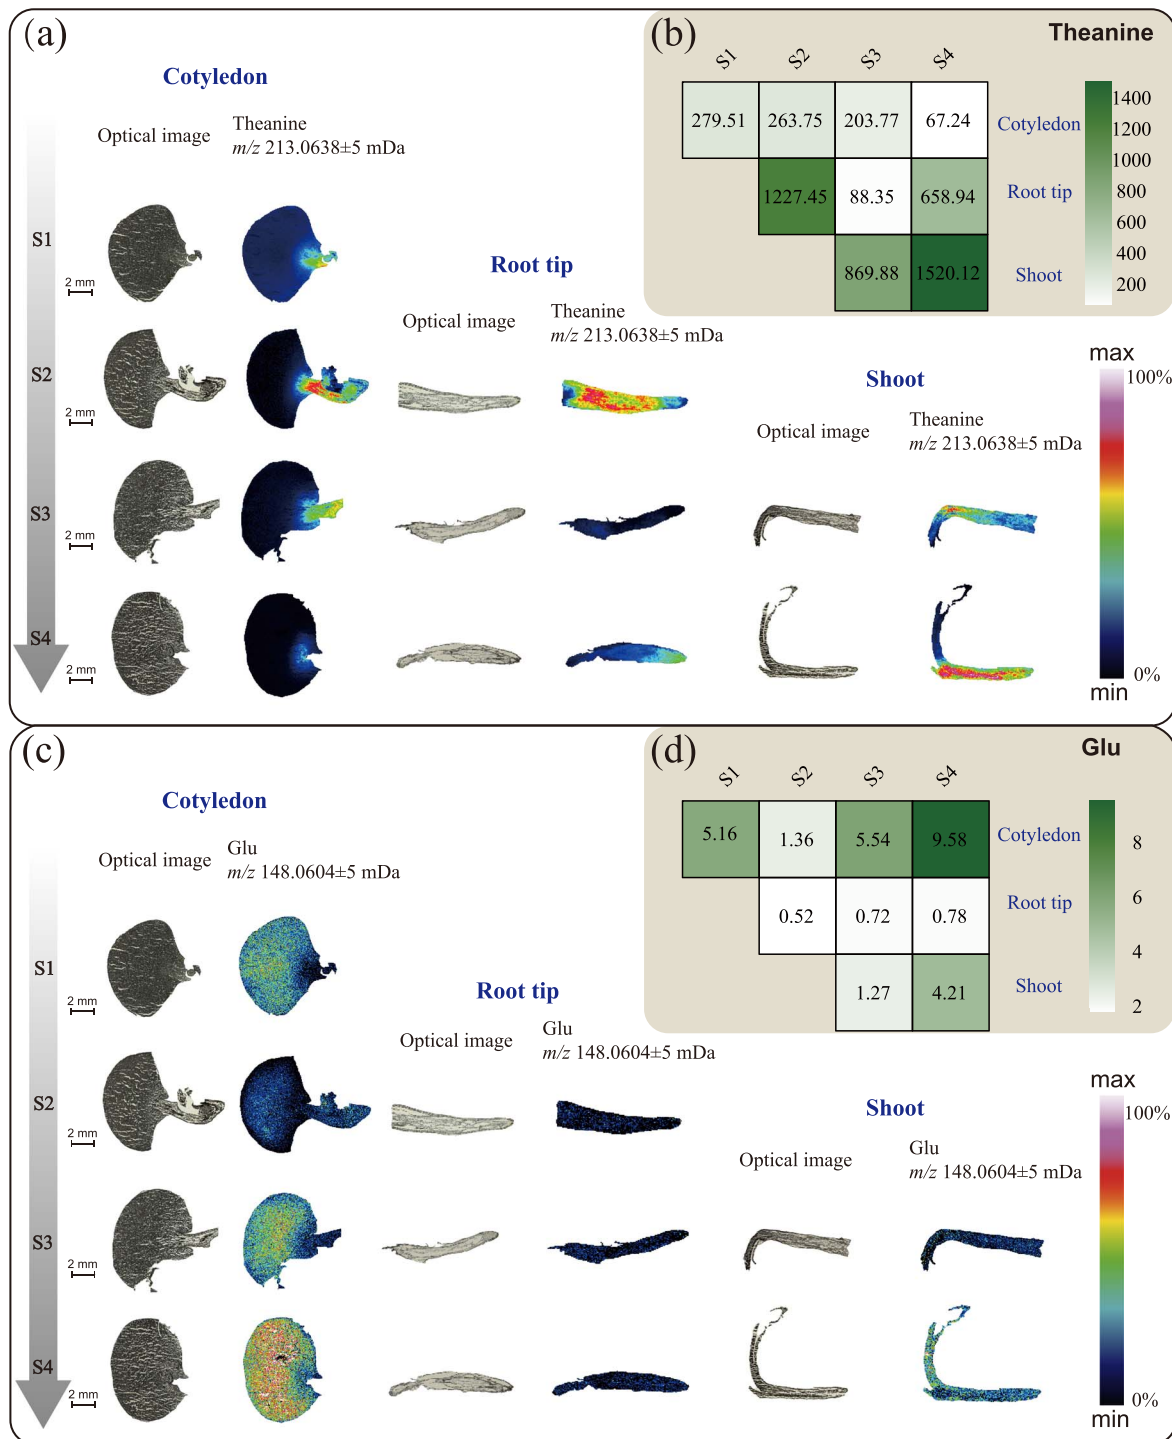 (a)
Cotyledon
Optical image
Theanine
m/z 213.0638±5 mDa
S1
2 mm
S2
2 mm
S3
2 mm
S4
2 mm
Root tip
Optical image
Theanine
m/z 213.0638±5 mDa
Shoot
Optical image
Theanine
m/z 213.0638±5 mDa
max
100%
0%
min
(b)
Theanine
S1 S2 S3 S4
279.51 263.75 203.77 67.24 Cotyledon
1227.45 88.35 658.94 Root tip
869.88 1520.12 Shoot
1400
1200
1000
800
600
400
200
(c)
Cotyledon
Optical image
Glu
m/z 148.0604±5 mDa
S1
2 mm
S2
2 mm
S3
2 mm
S4
2 mm
Root tip
Optical image
Glu
m/z 148.0604±5 mDa
Shoot
Optical image
Glu
m/z 148.0604±5 mDa
max
100%
0%
min
(d)
Glu
S1 S2 S3 S4
5.16 1.36 5.54 9.58 Cotyledon
0.52 0.72 0.78 Root tip
1.27 4.21 Shoot
8
6
4
2